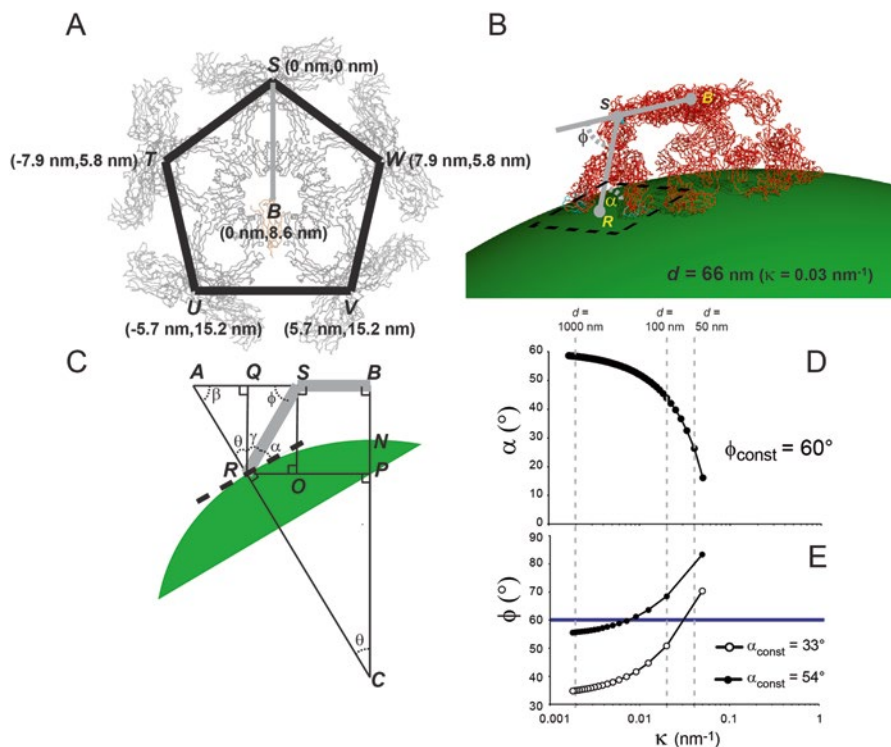 A
S (0 nm,0 nm)
(-7.9 nm,5.8 nm) T
W (7.9 nm,5.8 nm)
B
(0 nm,8.6 nm)
U
V
(-5.7 nm,15.2 nm) (5.7 nm,15.2 nm)
B
S
B
ϕ
α
R
d = 66 nm (κ = 0.03 nm-1)
C
A Q S B
β ϕ
θ γ α
N
R
O
P
θ
C
d =
1000 nm
d =
100 nm
d =
50 nm
D
60
50
40
30
20
10
0
α (°)
ϕconst = 60°
E
90
80
70
60
50
40
30
ϕ (°)
αconst = 33°
αconst = 54°
0.001 0.01 0.1 1
κ (nm-1)